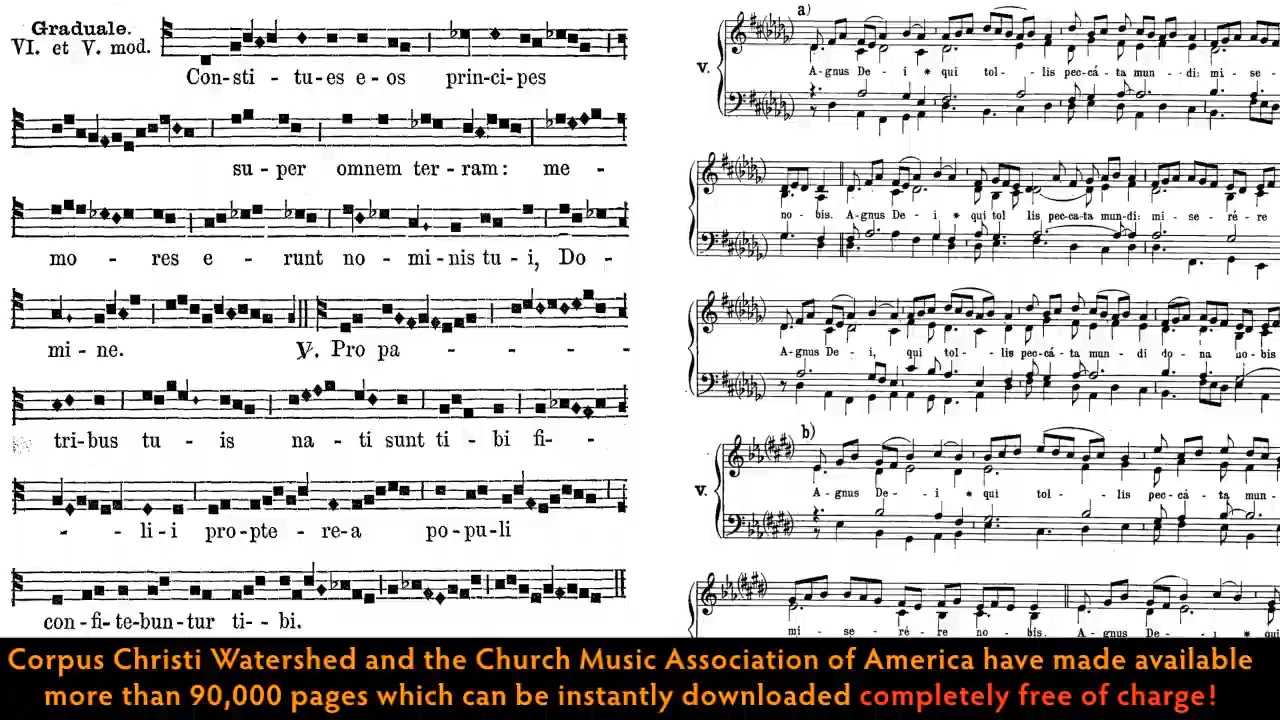 Graduale.
VI. et V. mod.
Con-sti - tu-es e-os prin-ci-pes
su - per omnem ter-ram: me -
mo - res e - runt no - mi-nis tu - i, Do -
mi - ne. V. Pro pa - - - -
tri-bus tu - is na - ti sunt ti - bi fi - -
- - li - i pro-pte - re-a po-pu-li
con-fi-te-bun-tur ti - - bi.
a)
V.
A-gnus De - i * qui tol - lis pec-cá-ta mun-di: mi - se -
no - bis. A-gnus De - i * qui tol lis pec-ca-ta mun-di: mi - se - ré - re
A-gnus De - i, qui tol - lis pec-cá-ta mun - di do - na no-bis
b)
V.
A - gnus De - - i * qui tol - - lis pec-cá-ta mun -
mi - se - ré - re no - bis. A-gnus De - - i * qui
Corpus Christi Watershed and the Church Music Association of America have made available
more than 90,000 pages which can be instantly downloaded completely free of charge!